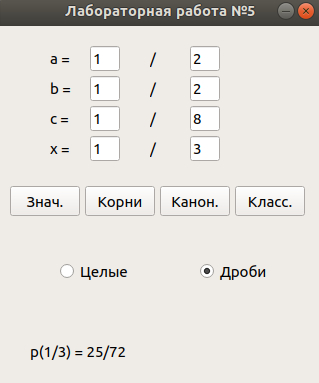 Лабораторная работа №5
a = 1 / 2
b = 1 / 2
c = 1 / 8
x = 1 / 3
Знач. Корни Канон. Класс.
Целые Дроби
p(1/3) = 25/72